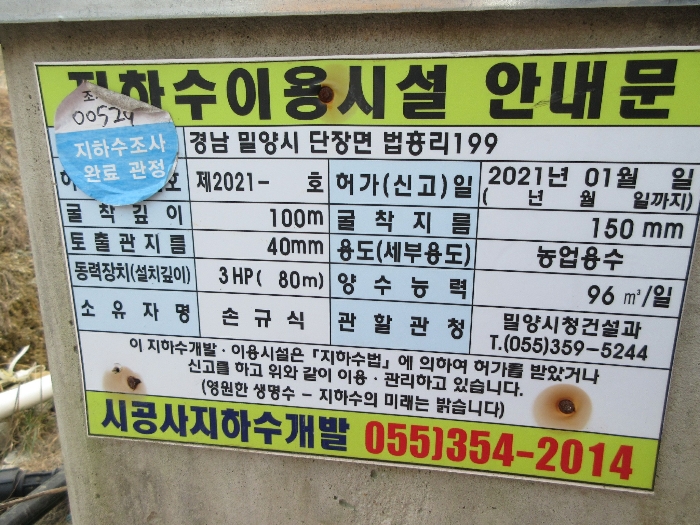 지하수이용시설 안내문
조
00524
지하수조사
완료 관정
경남 밀양시 단장면 법흥리199
허 호 제2021- 호 허가(신고)일 2021년 01월 일
( 년 월 일까지)
굴착깊이 100m 굴착지름 150 mm
토출관지름 40mm 용도(세부용도) 농업용수
동력장치(설치깊이) 3HP( 80m) 양수능력 96 ㎥/일
소유자명 손규식 관할관청 밀양시청건설과
T.(055)359-5244
이 지하수개발·이용시설은 「지하수법」에 의하여 허가를 받았거나
신고를 하고 위와 같이 이용·관리하고 있습니다.
(영원한 생명수 - 지하수의 미래는 밝습니다)
시공사지하수개발 055)354-2014